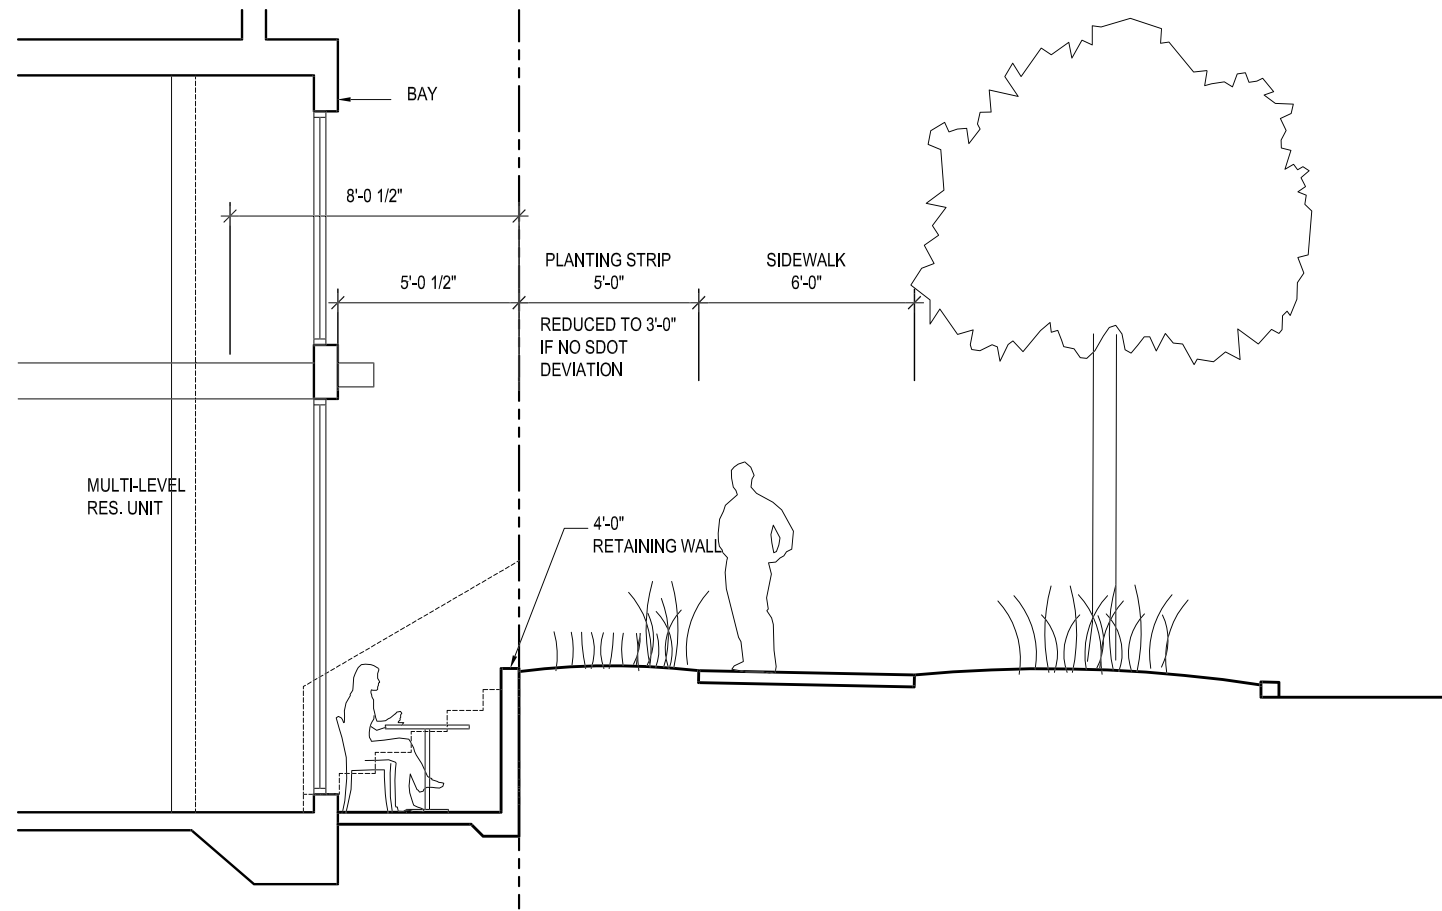 BAY
8'-0 1/2"
5'-0 1/2"
PLANTING STRIP
5'-0"
SIDEWALK
6'-0"
REDUCED TO 3'-0"
IF NO SDOT
DEVIATION
MULTI-LEVEL
RES. UNIT
4'-0"
RETAINING WALL